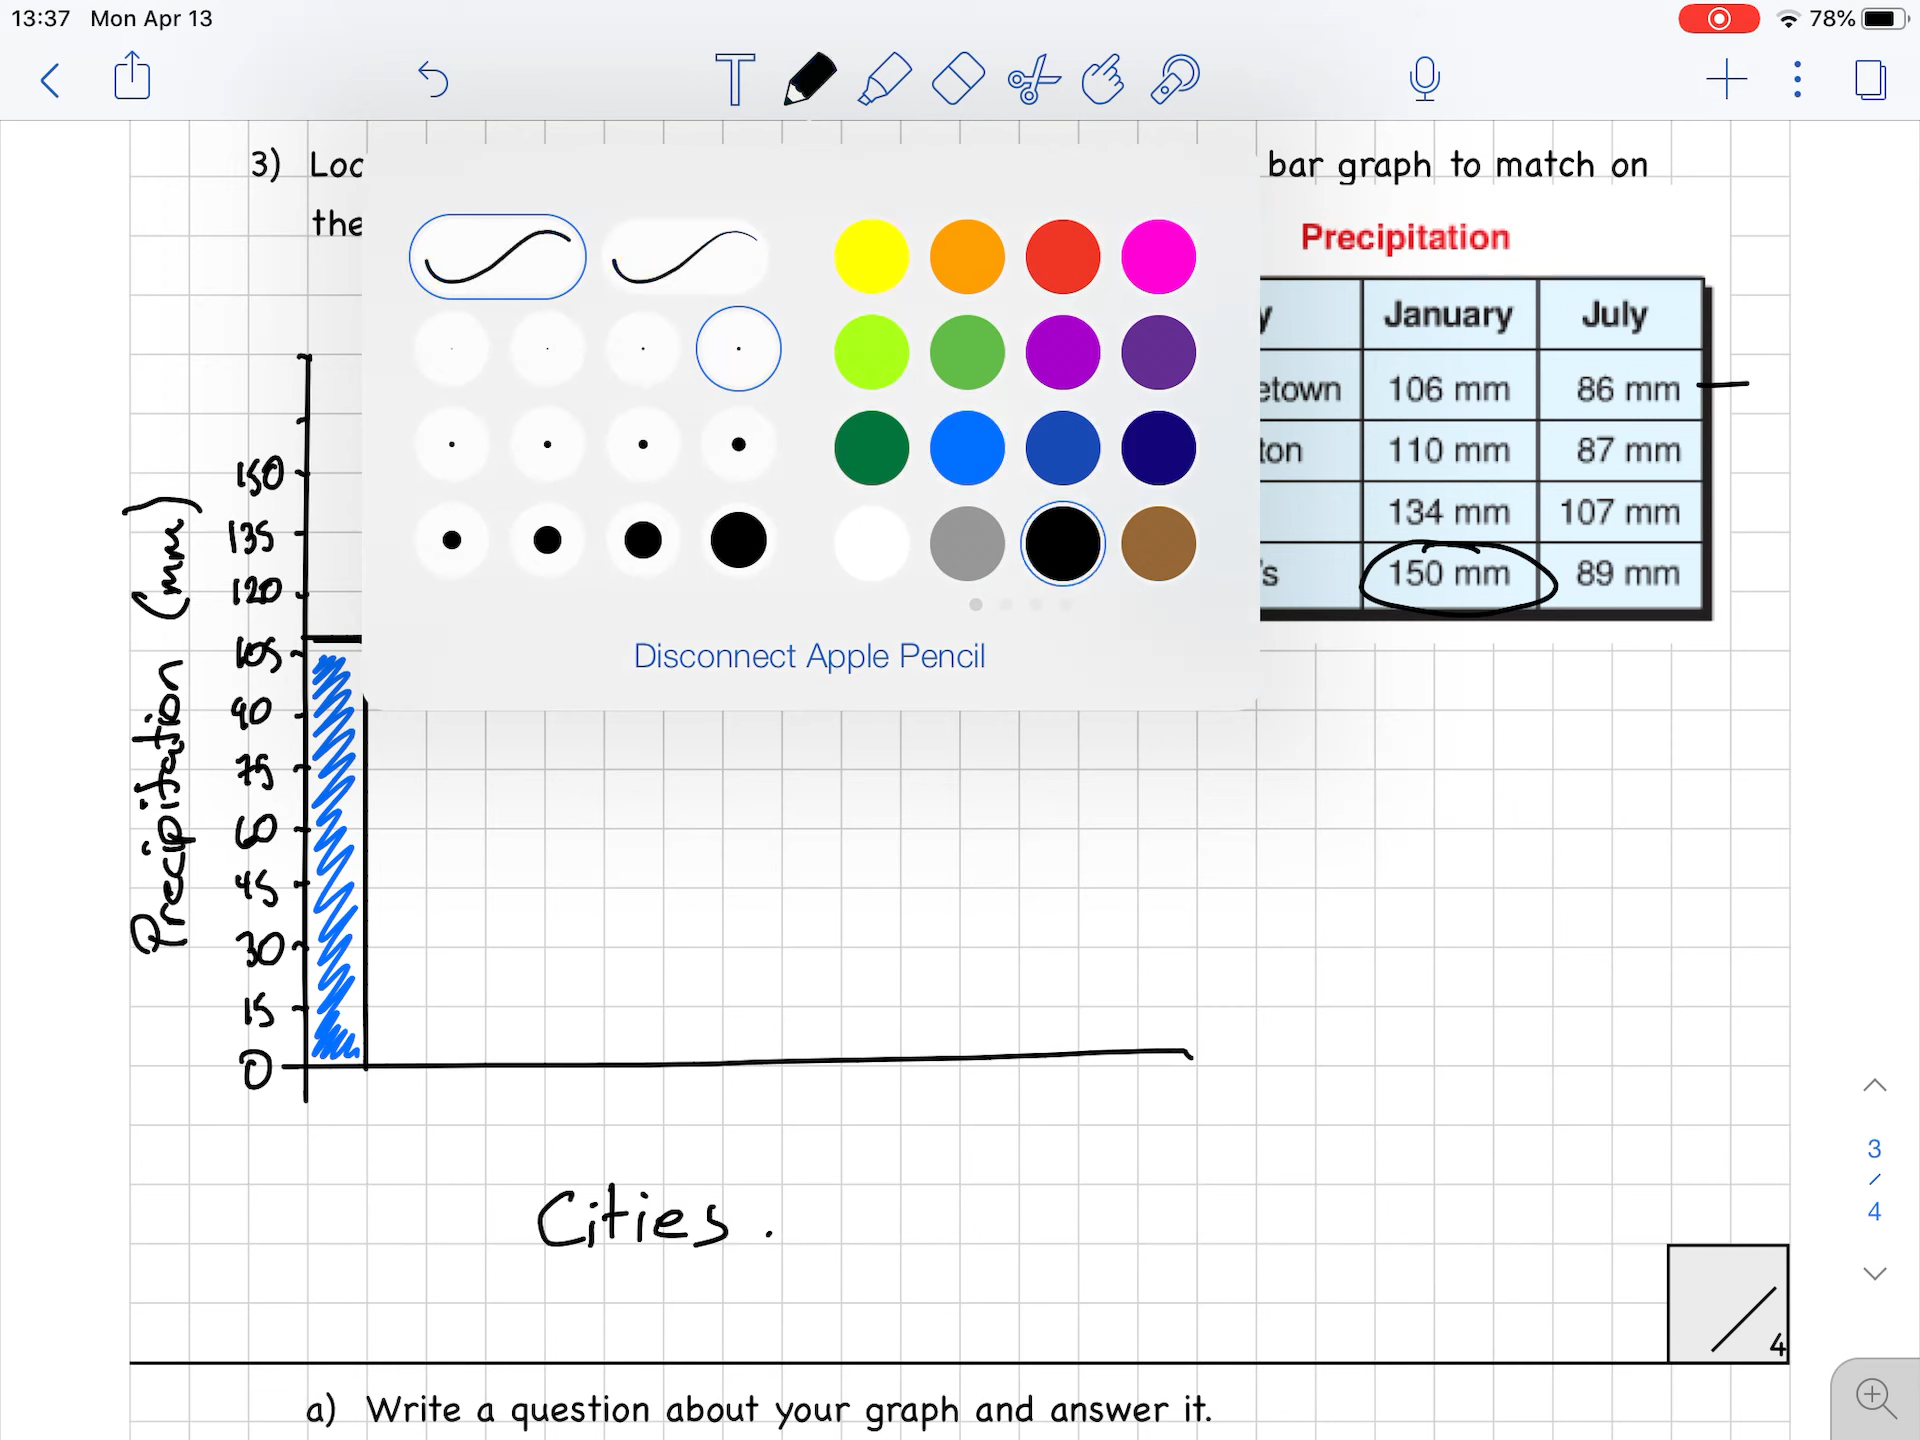 13:37 Mon Apr 13
78%
3) Loc
bar graph to match on
the
Precipitation
y January July
etown 106 mm 86 mm
ton 110 mm 87 mm
134 mm 107 mm
's 150 mm 89 mm
Disconnect Apple Pencil
Precipitation (mm)
150
135
120
105
90
75
60
45
30
15
0
Cities .
3
/
4
/ 4
a) Write a question about your graph and answer it.